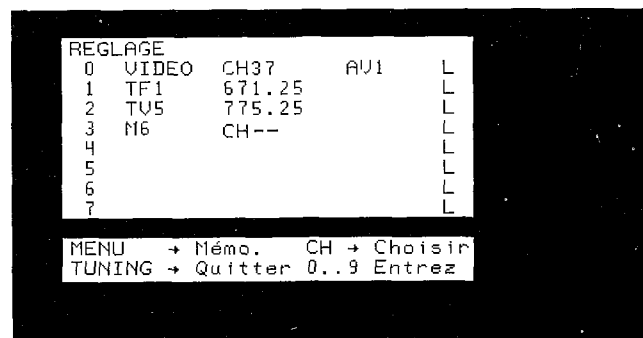 REGLAGE
0 VIDEO CH37 AV1 L
1 TF1 671.25 L
2 TV5 775.25 L
3 M6 CH-- L
4 L
5 L
6 L
7 L
MENU → Mémo. CH → Choisir
TUNING → Quitter 0..9 Entrez